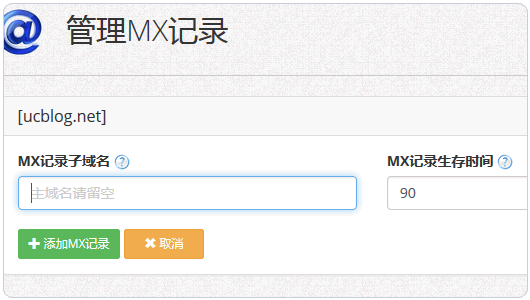 管理MX记录
[ucblog.net]
MX记录子域名 ?
MX记录生存时间 ?
主域名请留空
90
添加MX记录
取消